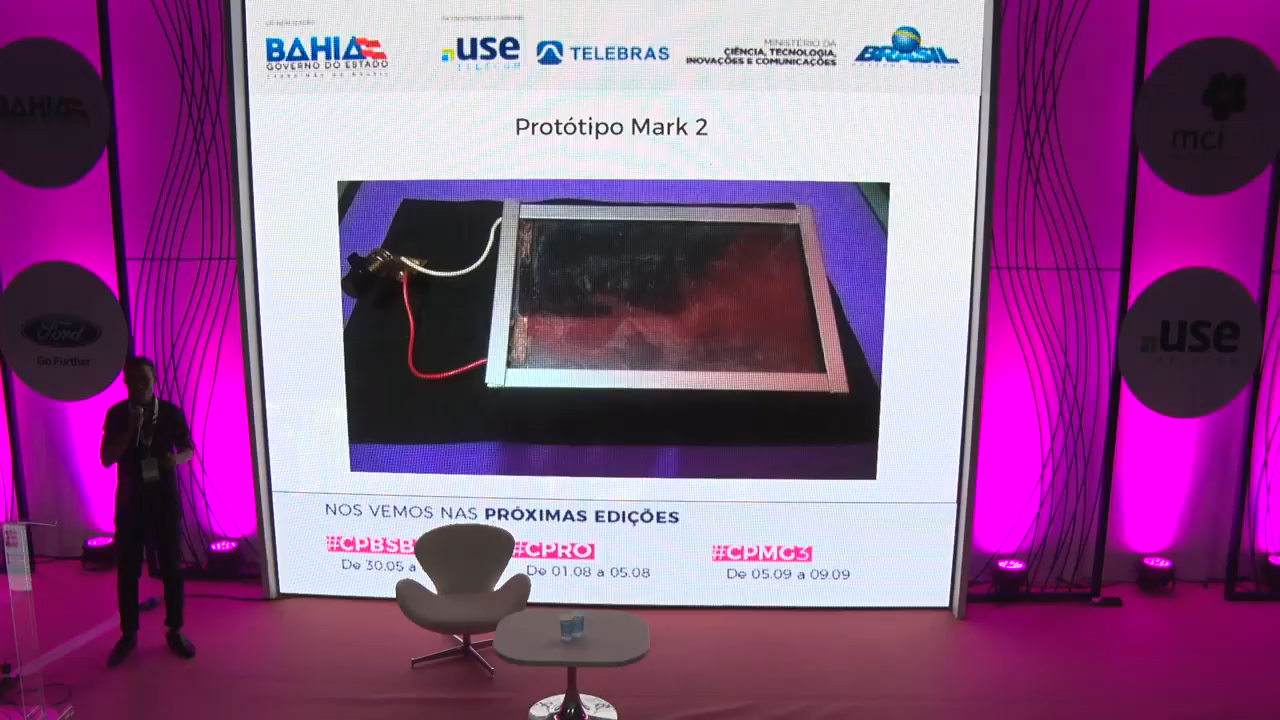 BAHIA
GOVERNO DO ESTADO
use
TELECOM
TELEBRAS
MINISTÉRIO DA
CIÊNCIA, TECNOLOGIA,
INOVAÇÕES E COMUNICAÇÕES
BRASIL
Protótipo Mark 2
NOS VEMOS NAS PRÓXIMAS EDIÇÕES
#CPBSB
De 30.05 a
#CPRO
De 01.08 a 05.08
#CPMG3
De 05.09 a 09.09
BAHIA
Ford
Go Further
mci
use